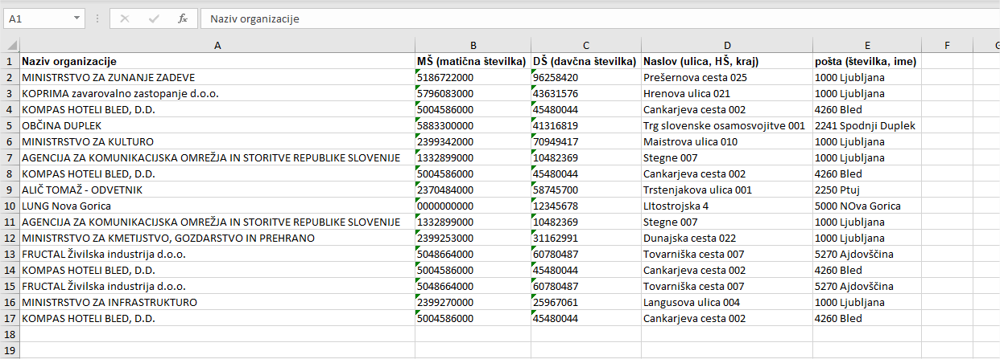 A1 fx Naziv organizacije
A B C D E F G
1 Naziv organizacije MŠ (matična številka) DŠ (davčna številka) Naslov (ulica, HŠ, kraj) pošta (številka, ime)
2 MINISTRSTVO ZA ZUNANJE ZADEVE 5186722000 96258420 Prešernova cesta 025 1000 Ljubljana
3 KOPRIMA zavarovalno zastopanje d.o.o. 5796083000 43631576 Hrenova ulica 021 1000 Ljubljana
4 KOMPAS HOTELI BLED, D.D. 5004586000 45480044 Cankarjeva cesta 002 4260 Bled
5 OBČINA DUPLEK 5883300000 41316819 Trg slovenske osamosvojitve 001 2241 Spodnji Duplek
6 MINISTRSTVO ZA KULTURO 2399342000 70949417 Maistrova ulica 010 1000 Ljubljana
7 AGENCIJA ZA KOMUNIKACIJSKA OMREŽJA IN STORITVE REPUBLIKE SLOVENIJE 1332899000 10482369 Stegne 007 1000 Ljubljana
8 KOMPAS HOTELI BLED, D.D. 5004586000 45480044 Cankarjeva cesta 002 4260 Bled
9 ALIČ TOMAŽ - ODVETNIK 2370484000 58745700 Trstenjakova ulica 001 2250 Ptuj
10 LUNG Nova Gorica 0000000000 12345678 LItostrojska 4 5000 NOva Gorica
11 AGENCIJA ZA KOMUNIKACIJSKA OMREŽJA IN STORITVE REPUBLIKE SLOVENIJE 1332899000 10482369 Stegne 007 1000 Ljubljana
12 MINISTRSTVO ZA KMETIJSTVO, GOZDARSTVO IN PREHRANO 2399253000 31162991 Dunajska cesta 022 1000 Ljubljana
13 FRUCTAL Živilska industrija d.o.o. 5048664000 60780487 Tovarniška cesta 007 5270 Ajdovščina
14 KOMPAS HOTELI BLED, D.D. 5004586000 45480044 Cankarjeva cesta 002 4260 Bled
15 FRUCTAL Živilska industrija d.o.o. 5048664000 60780487 Tovarniška cesta 007 5270 Ajdovščina
16 MINISTRSTVO ZA INFRASTRUKTURO 2399270000 25967061 Langusova ulica 004 1000 Ljubljana
17 KOMPAS HOTELI BLED, D.D. 5004586000 45480044 Cankarjeva cesta 002 4260 Bled
18
19